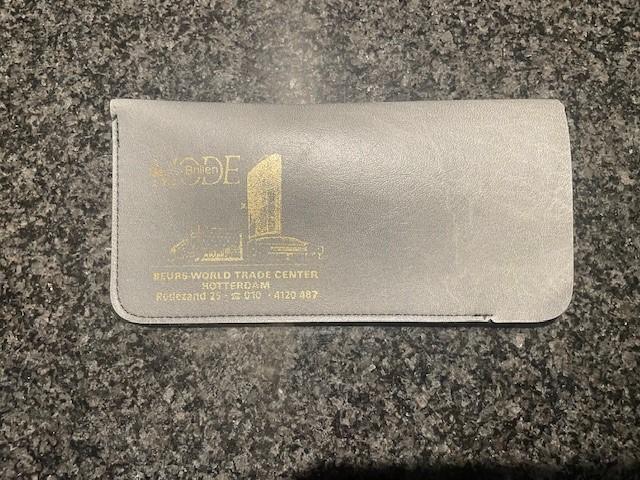 MODE
Brillen
BEURS-WORLD TRADE CENTER
ROTTERDAM
Rodezand 25 - ☎ 010 - 4120 487